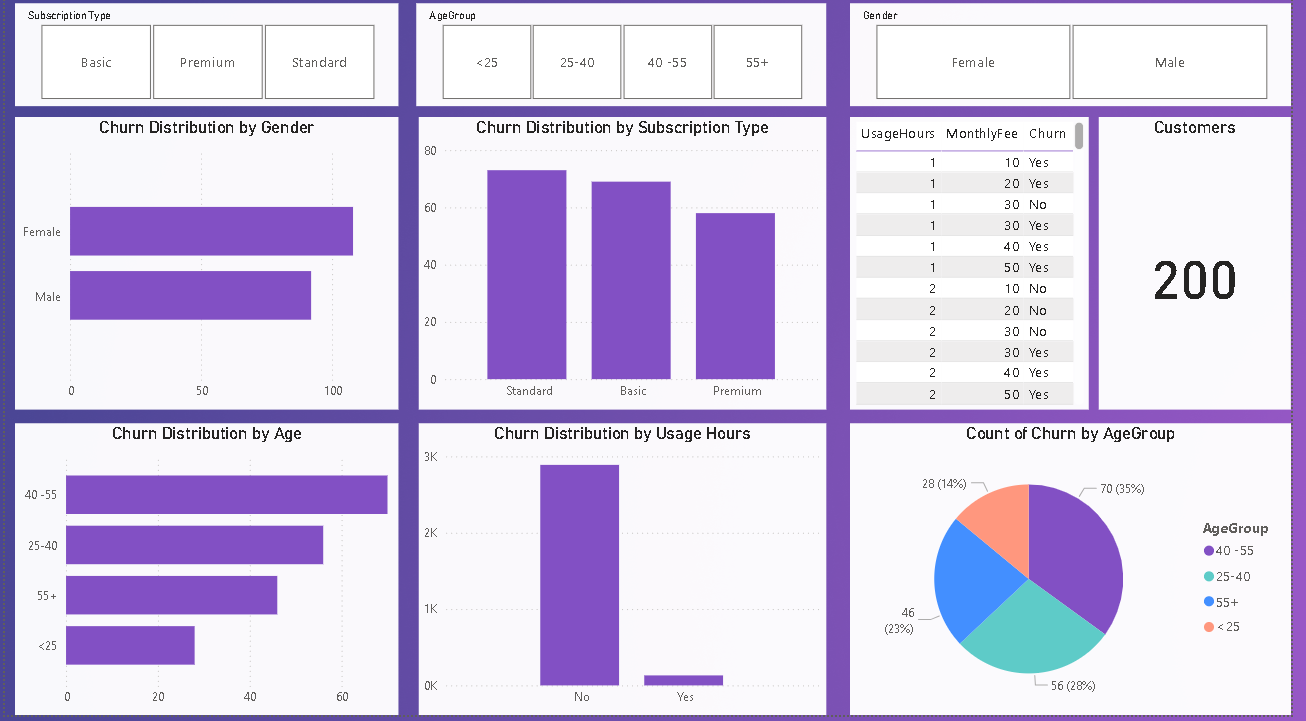 SubscriptionType
Basic
Premium
Standard
AgeGroup
<25
25-40
40 -55
55+
Gender
Female
Male
Churn Distribution by Gender
Female
Male
0
50
100
Churn Distribution by Subscription Type
80
60
40
20
0
Standard
Basic
Premium
UsageHours MonthlyFee Churn
1 10 Yes
1 20 Yes
1 30 No
1 30 Yes
1 40 Yes
1 50 Yes
2 10 No
2 20 No
2 30 No
2 30 Yes
2 40 Yes
2 50 Yes
Customers
200
Churn Distribution by Age
40 -55
25-40
55+
<25
0
20
40
60
Churn Distribution by Usage Hours
3K
2K
1K
0K
No
Yes
Count of Churn by AgeGroup
28 (14%)
70 (35%)
46
(23%)
56 (28%)
AgeGroup
40 -55
25-40
55+
<25